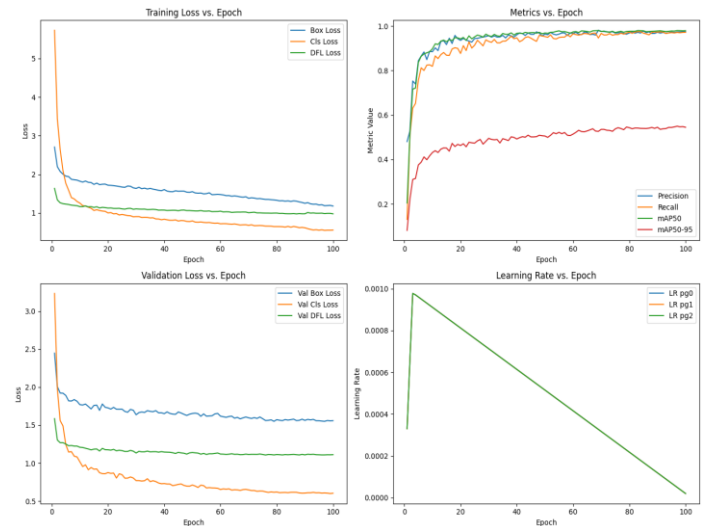 Training Loss vs. Epoch
Box Loss
Cls Loss
DFL Loss
5
4
3
2
1
Loss
0 20 40 60 80 100
Epoch
Metrics vs. Epoch
1.0
0.8
0.6
0.4
0.2
Metric Value
Precision
Recall
mAP50
mAP50-95
0 20 40 60 80 100
Epoch
Validation Loss vs. Epoch
Val Box Loss
Val Cls Loss
Val DFL Loss
3.0
2.5
2.0
1.5
1.0
0.5
Loss
0 20 40 60 80 100
Epoch
Learning Rate vs. Epoch
LR pg0
LR pg1
LR pg2
0.0010
0.0008
0.0006
0.0004
0.0002
0.0000
Learning Rate
0 20 40 60 80 100
Epoch